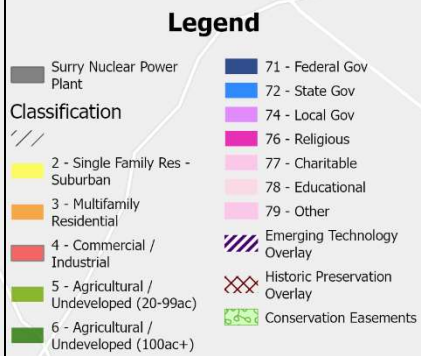 Legend
Surry Nuclear Power
Plant
Classification
2 - Single Family Res -
Suburban
3 - Multifamily
Residential
4 - Commercial /
Industrial
5 - Agricultural /
Undeveloped (20-99ac)
6 - Agricultural /
Undeveloped (100ac+)
71 - Federal Gov
72 - State Gov
74 - Local Gov
76 - Religious
77 - Charitable
78 - Educational
79 - Other
Emerging Technology
Overlay
Historic Preservation
Overlay
Conservation Easements